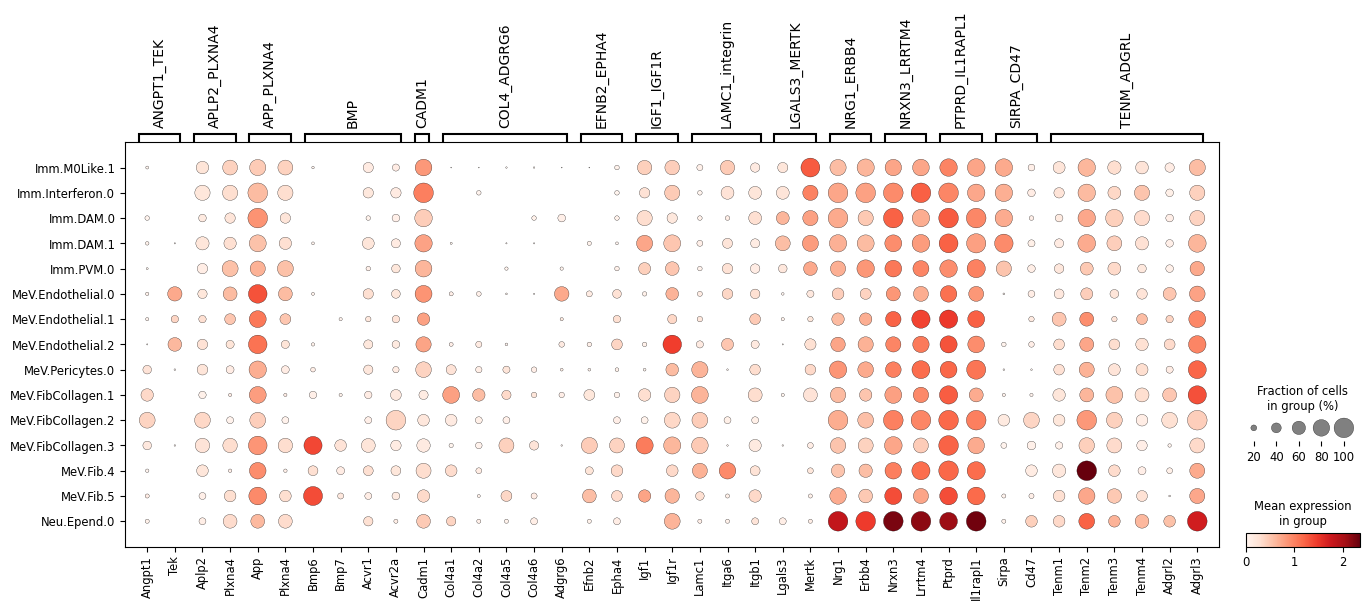 ANGPT1_TEK
APLP2_PLXNA4
APP_PLXNA4
BMP
CADM1
COL4_ADGRG6
EFNB2_EPHA4
IGF1_IGF1R
LAMC1_integrin
LGALS3_MERTK
NRG1_ERBB4
NRXN3_LRRTM4
PTPRD_IL1RAPL1
SIRPA_CD47
TENM_ADGRL
Imm.M0Like.1
Imm.Interferon.0
Imm.DAM.0
Imm.DAM.1
Imm.PVM.0
MeV.Endothelial.0
MeV.Endothelial.1
MeV.Endothelial.2
MeV.Pericytes.0
MeV.FibCollagen.1
MeV.FibCollagen.2
MeV.FibCollagen.3
MeV.Fib.4
MeV.Fib.5
Neu.Epend.0
Angpt1
Tek
Aplp2
Plxna4
App
Plxna4
Bmp6
Bmp7
Acvr1
Acvr2a
Cadm1
Col4a1
Col4a2
Col4a5
Col4a6
Adgrg6
Efnb2
Epha4
Igf1
Igf1r
Lamc1
Itga6
Itgb1
Lgals3
Mertk
Nrg1
Erbb4
Nrxn3
Lrrtm4
Ptprd
Il1rapl1
Sirpa
Cd47
Tenm1
Tenm2
Tenm3
Tenm4
Adgrl2
Adgrl3
Fraction of cells
in group (%)
20 40 60 80 100
Mean expression
in group
0 1 2